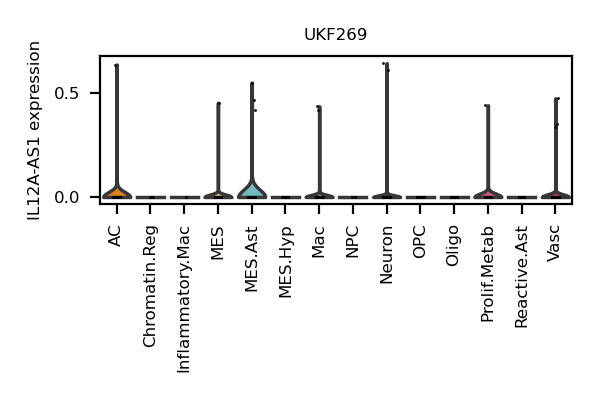 UKF269
IL12A-AS1 expression
0.5
0.0
AC
Chromatin.Reg
Inflammatory.Mac
MES
MES.Ast
MES.Hyp
Mac
NPC
Neuron
OPC
Oligo
Prolif.Metab
Reactive.Ast
Vasc